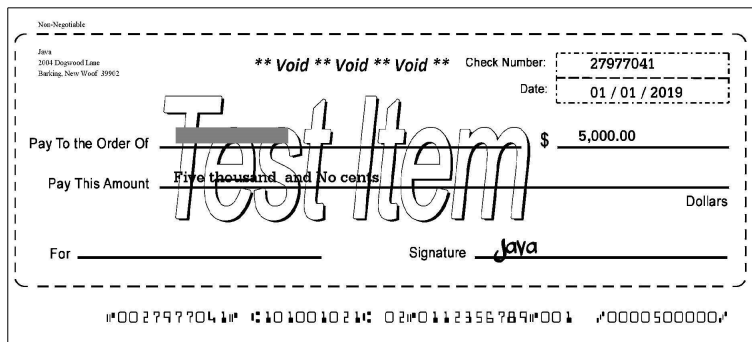 Non-Negotiable
Java
2004 Dogwood Lane
Barking, New Woof 39902
** Void ** Void ** Void **
Check Number: 27977041
Date: 01 / 01 / 2019
Test Item
Pay To the Order Of $ 5,000.00
Pay This Amount Five thousand and No cents
Dollars
For Signature Java
⑈0027977041⑈ ⑆101001021⑆ 02⑈0112356789⑈001 ⑇0000500000⑇